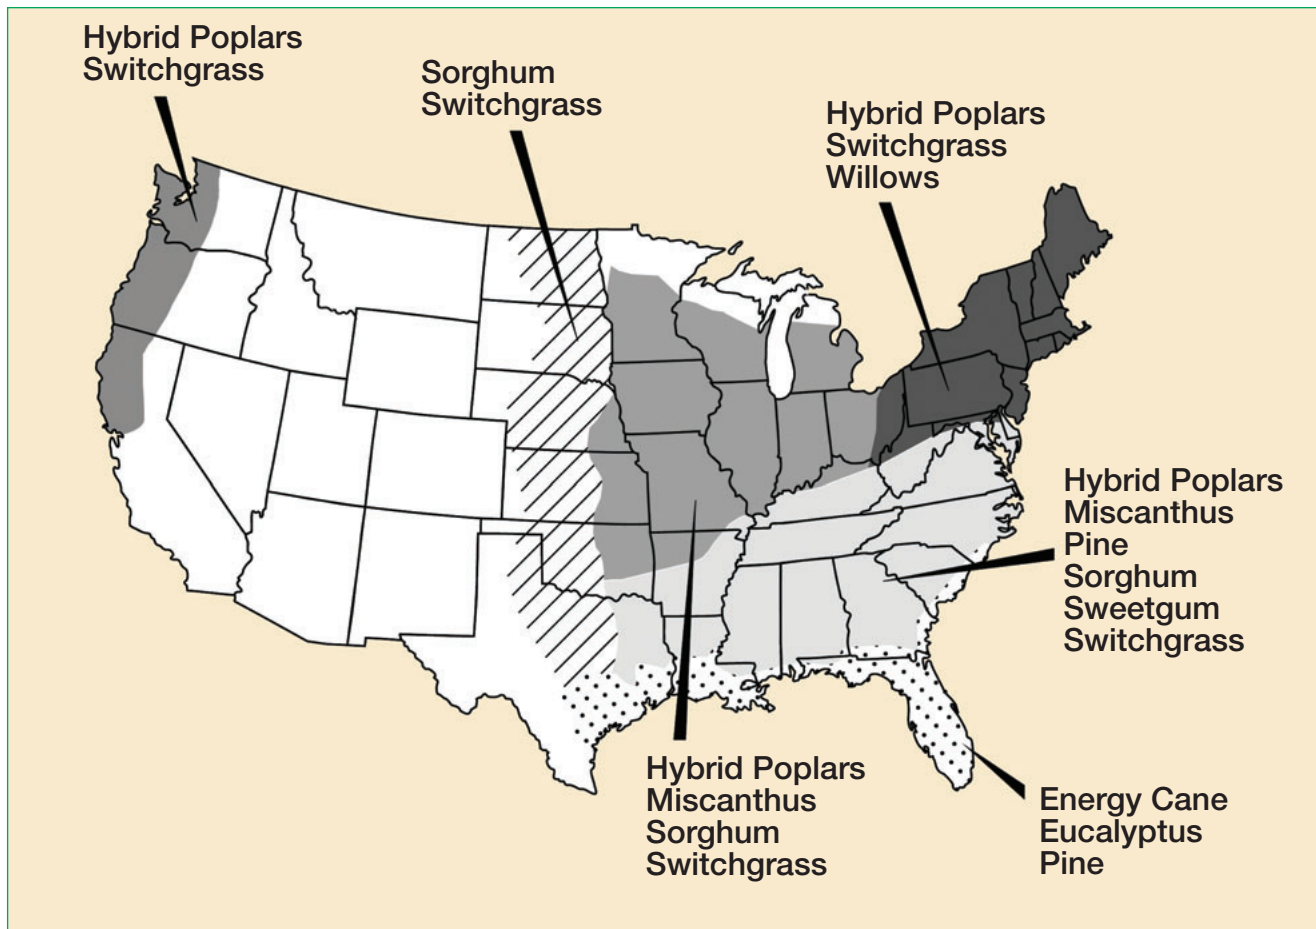 Hybrid Poplars
Switchgrass
Sorghum
Switchgrass
Hybrid Poplars
Switchgrass
Willows
Hybrid Poplars
Miscanthus
Pine
Sorghum
Sweetgum
Switchgrass
Hybrid Poplars
Miscanthus
Sorghum
Switchgrass
Energy Cane
Eucalyptus
Pine